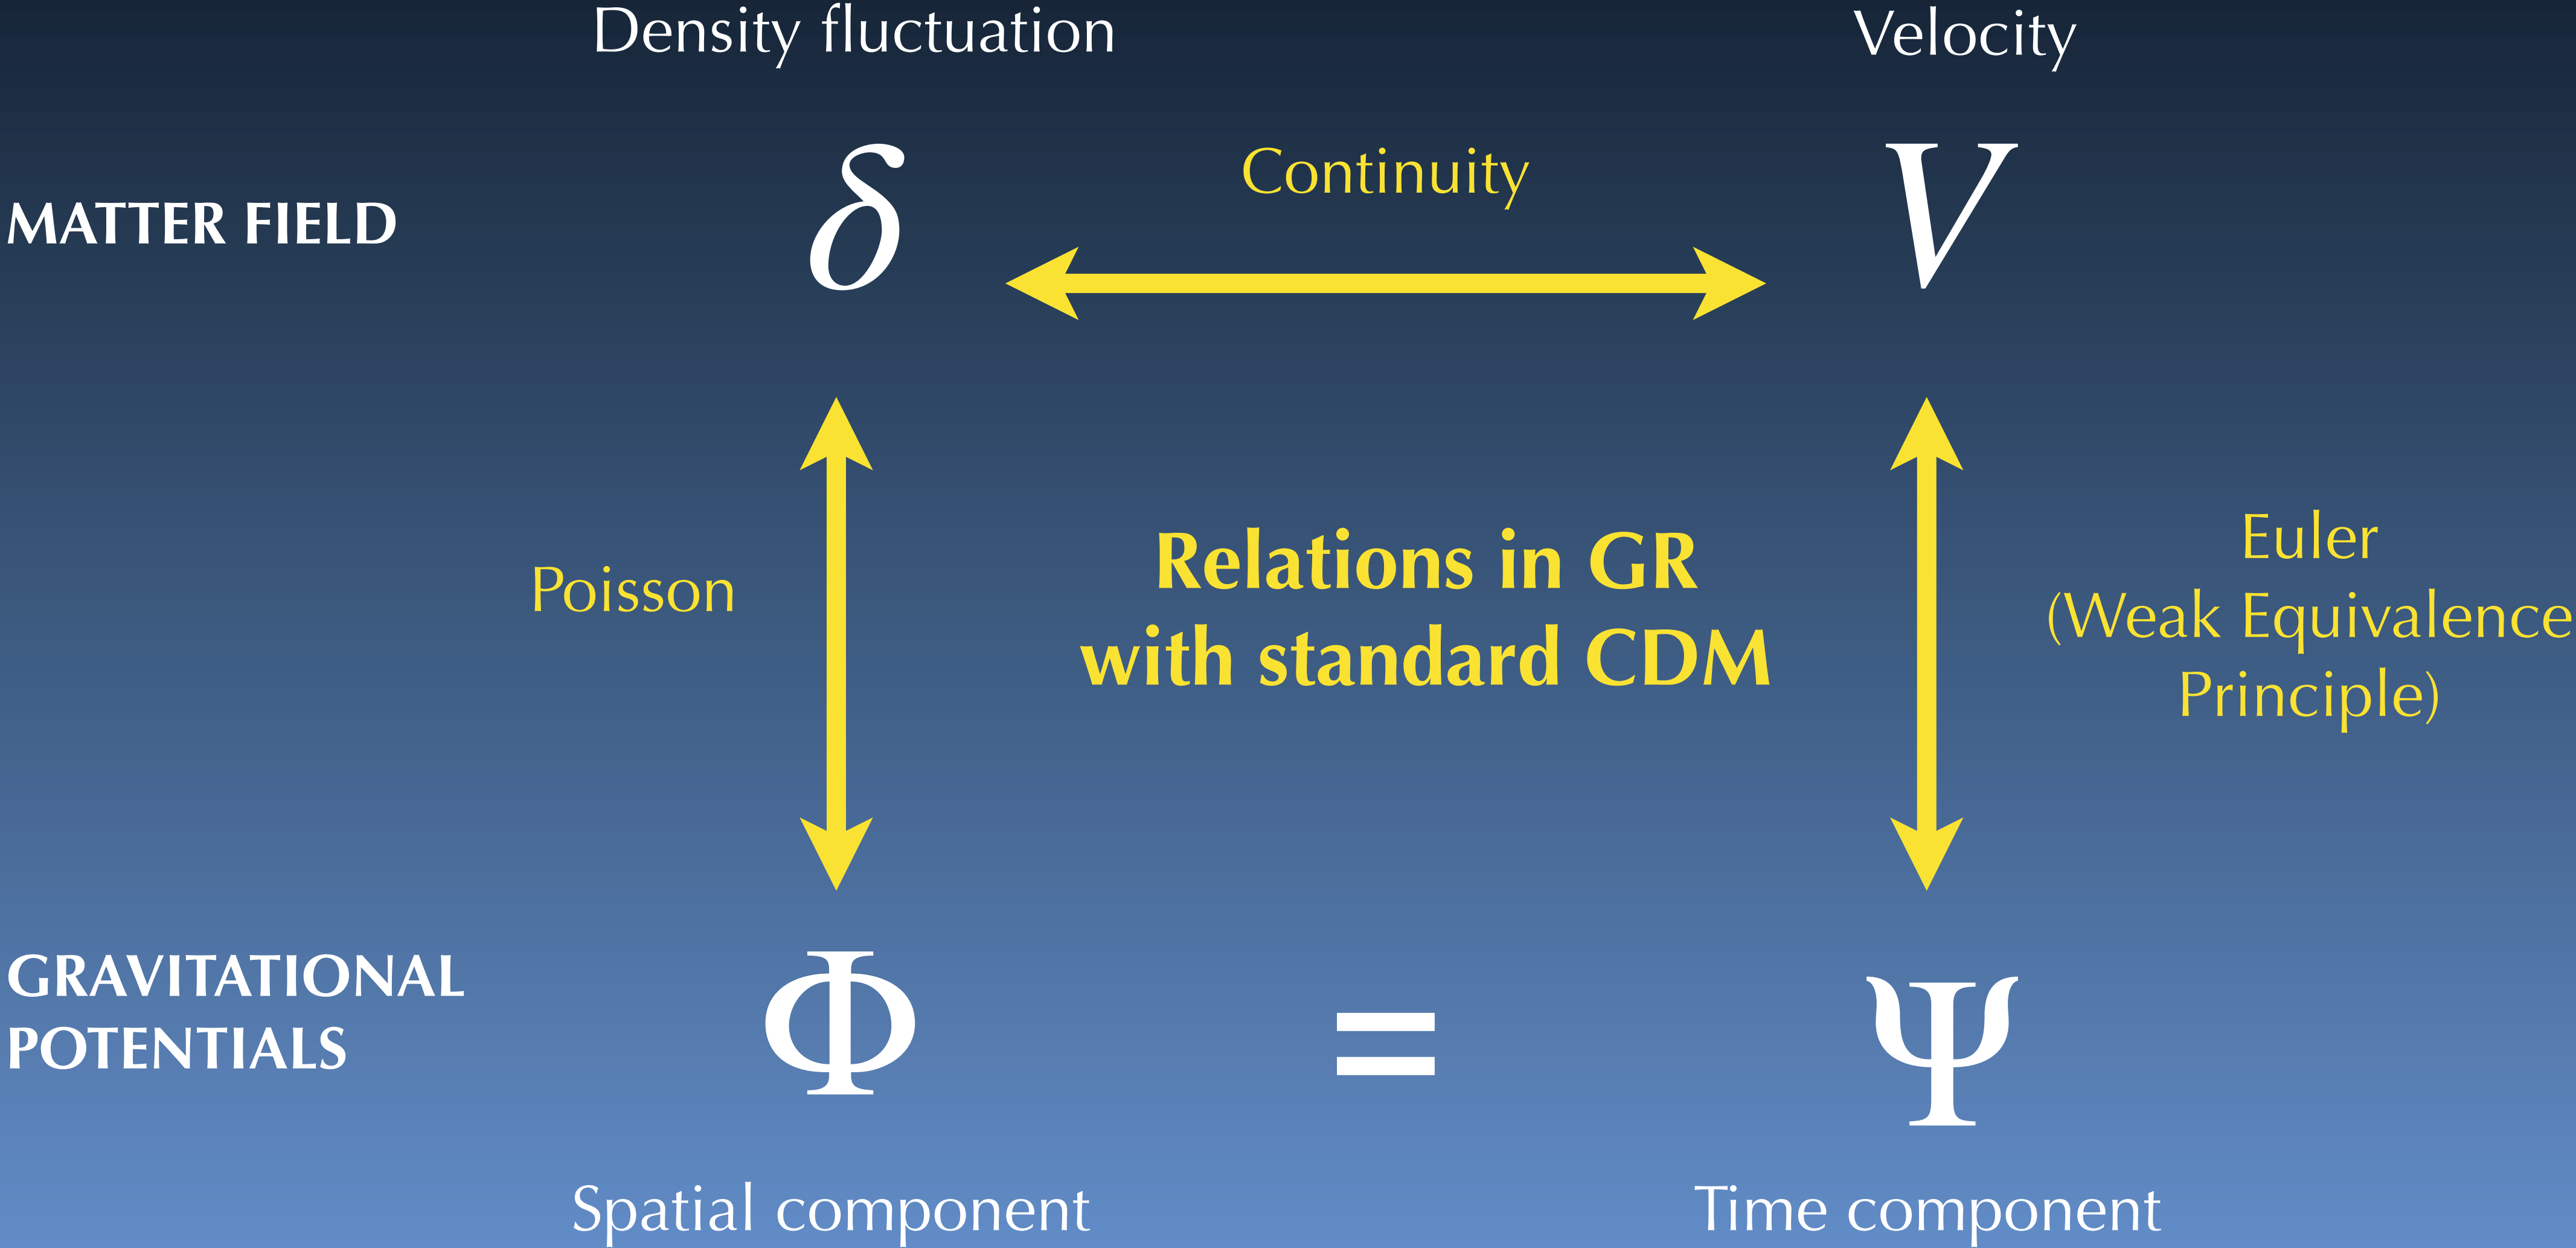 Density fluctuation
Velocity
δ
Continuity
V
MATTER FIELD
Poisson
Relations in GR
with standard CDM
Euler
(Weak Equivalence
Principle)
GRAVITATIONAL
POTENTIALS
Φ
=
Ψ
Spatial component
Time component